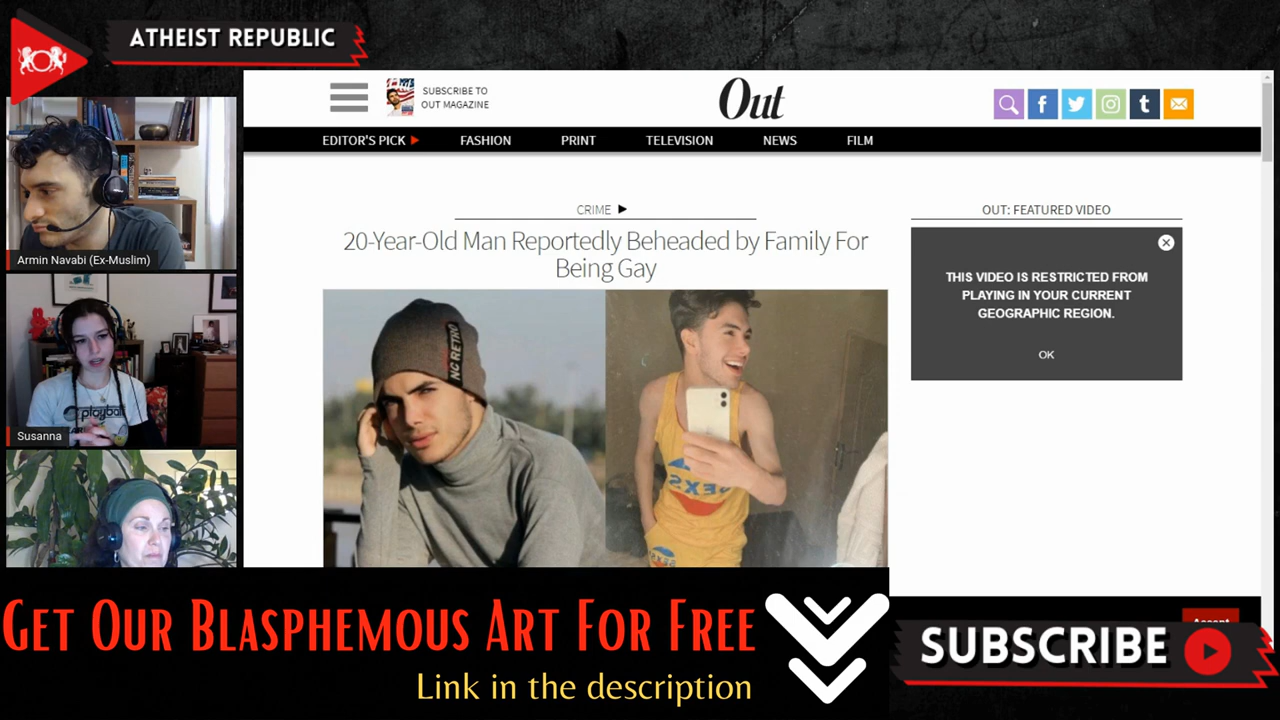 ATHEIST REPUBLIC
SUBSCRIBE TO
OUT MAGAZINE
Out
EDITOR'S PICK
FASHION
PRINT
TELEVISION
NEWS
FILM
CRIME
20-Year-Old Man Reportedly Beheaded by Family For
Being Gay
NC RETRO
OUT: FEATURED VIDEO
THIS VIDEO IS RESTRICTED FROM
PLAYING IN YOUR CURRENT
GEOGRAPHIC REGION.
OK
Armin Navabi (Ex-Muslim)
Susanna
Accept
GET OUR BLASPHEMOUS ART FOR FREE
Link in the description
SUBSCRIBE